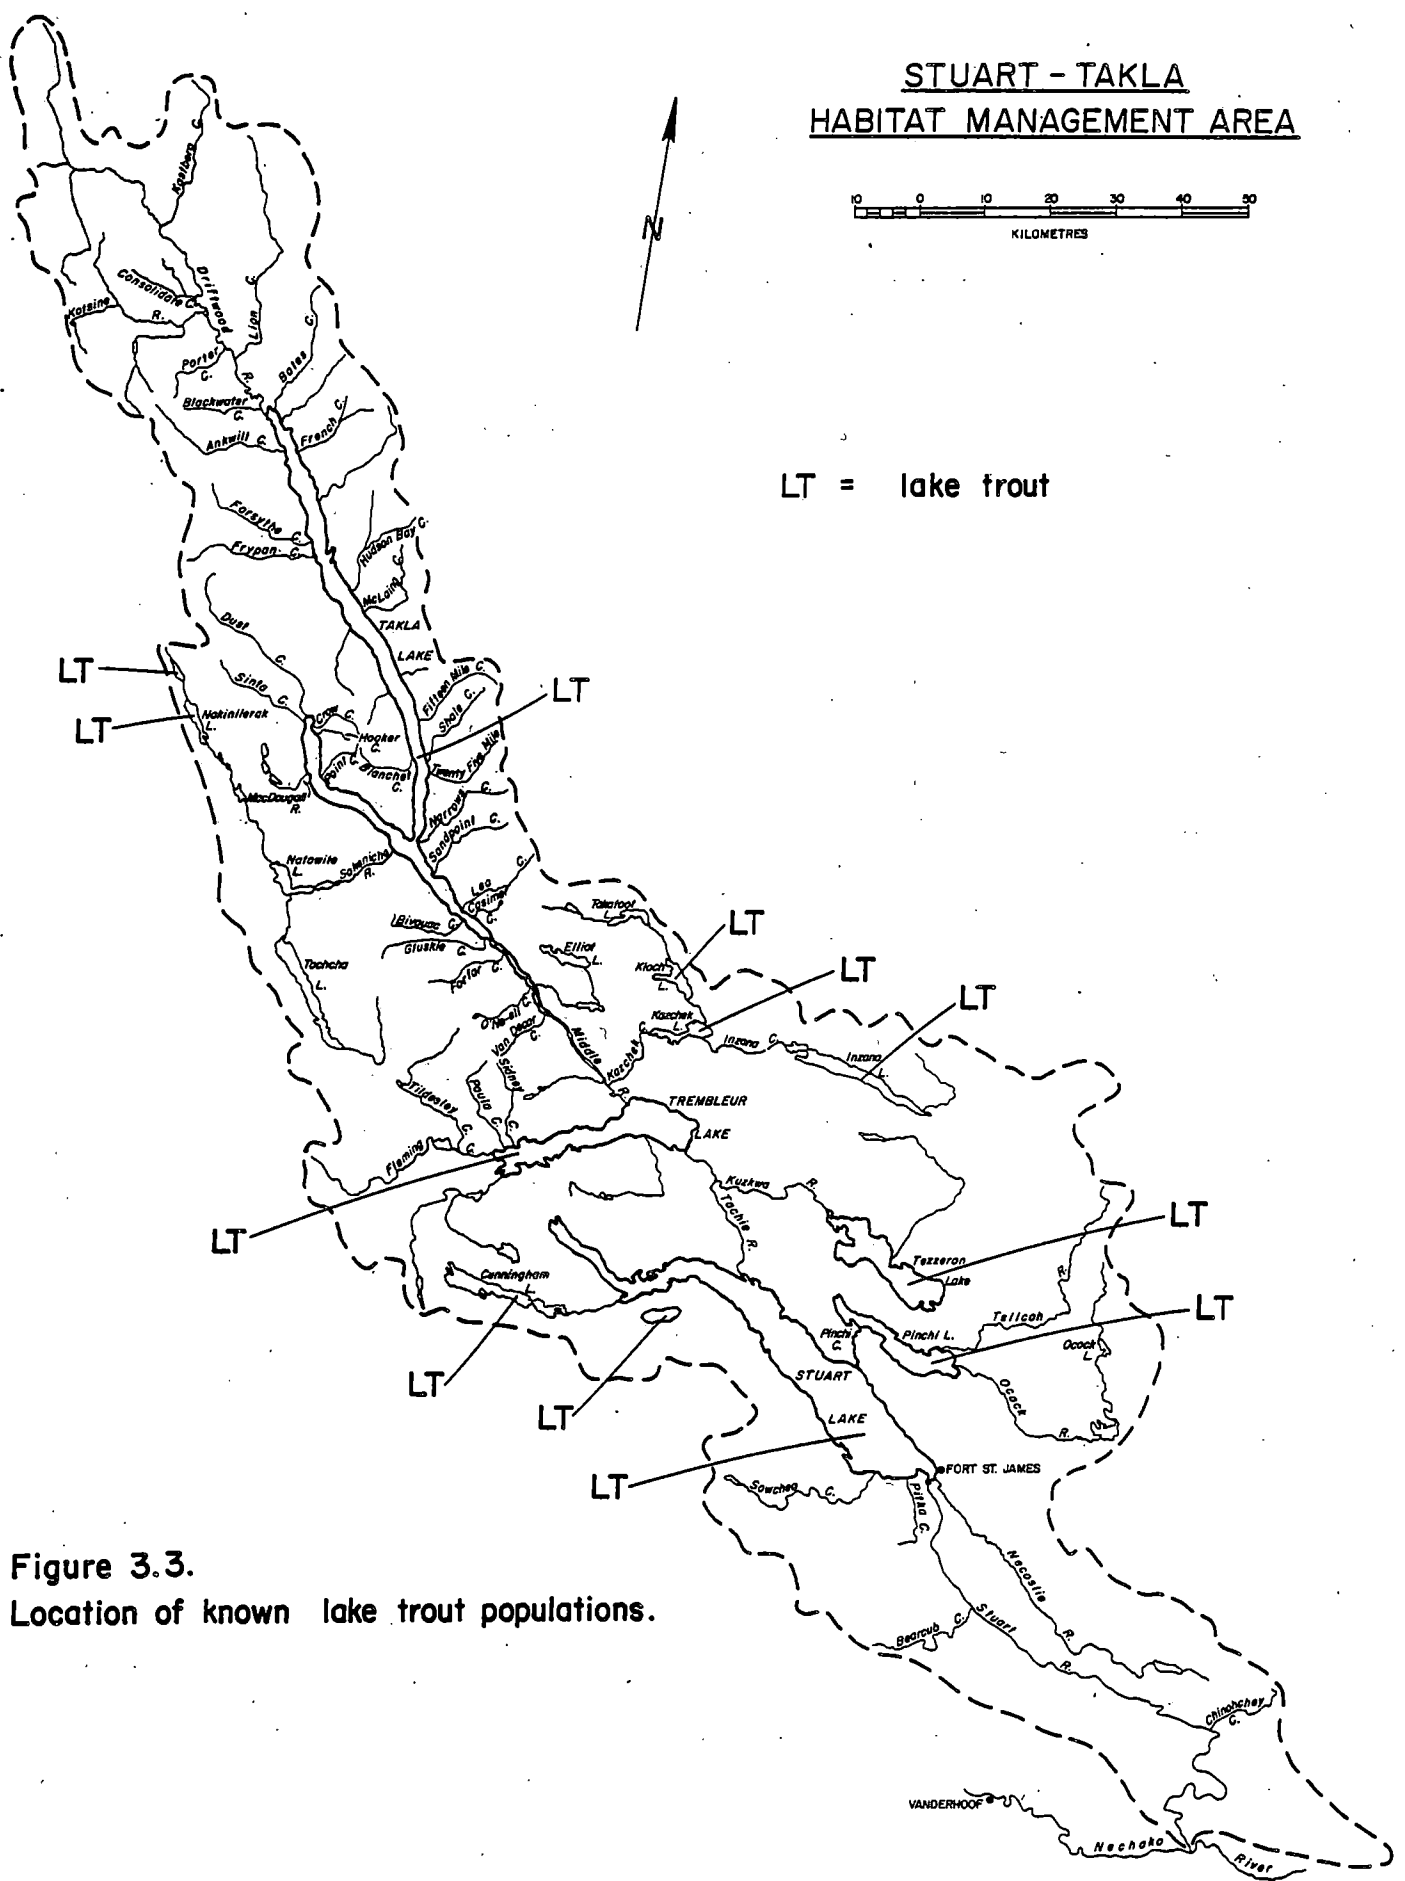 STUART - TAKLA
HABITAT MANAGEMENT AREA
10 0 10 20 30 40 50
KILOMETRES
N
LT = lake trout
Kastberg C.
Driftwood R.
Consolidate C.
Kotsine R.
Lion C.
Porter C.
Bates C.
Blackwater C.
Ankwill C.
French C.
Forsythe C.
Frypan C.
Hudson Bay C.
McLaing C.
TAKLA
LAKE
Dust C.
Sinta C.
LT
LT
LT
Nakinilerak
L.
Fifteen Mile C.
Shale C.
Crow C.
Hooker
C.
Point C.
Blanchet
C.
Twenty Five Mile
MacDougall
R.
Narrows C.
Sandpoint C.
Natowite
L.
Sakeniche
R.
Leo C.
Casimer
C.
Bivouac C.
Gluskie C.
Forfar C.
Takatoot
L.
Elliot
L.
LT
Kloch
L.
LT
LT
Tochcha
L.
O'Ne-eil C.
Van Decar
C.
Middle R.
Kazchek C.
Kazchek
L.
Inzana C.
Inzana
L.
Sidney C.
Paula C.
Tildesley C.
Fleming C.
TREMBLEUR
LAKE
LT
Kuzkwa R.
Tachie R.
Tezzeron
Lake
LT
Cunningham
L.
LT
LT
Pinchi
C.
Pinchi L.
Tsilcoh R.
LT
Ocock
L.
Ocock R.
STUART
LAKE
LT
FORT ST. JAMES
Sowchea C.
Pitka C.
Necoslie R.
Figure 3.3.
Location of known lake trout populations.
Bearcub C.
Stuart R.
Chinohchey
C.
VANDERHOOF
Nechako River